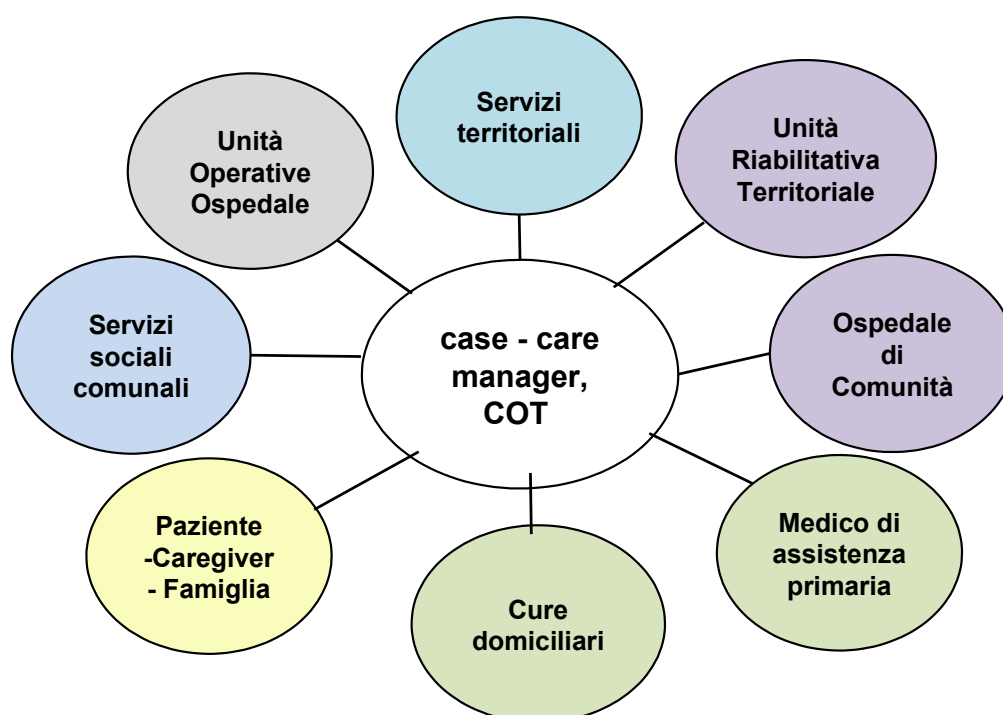 Servizi
territoriali
Unità
Riabilitativa
Territoriale
Ospedale
di
Comunità
Medico di
assistenza
primaria
Cure
domiciliari
Paziente
-Caregiver
- Famiglia
Servizi
sociali
comunali
Unità
Operative
Ospedale
case - care
manager,
COT